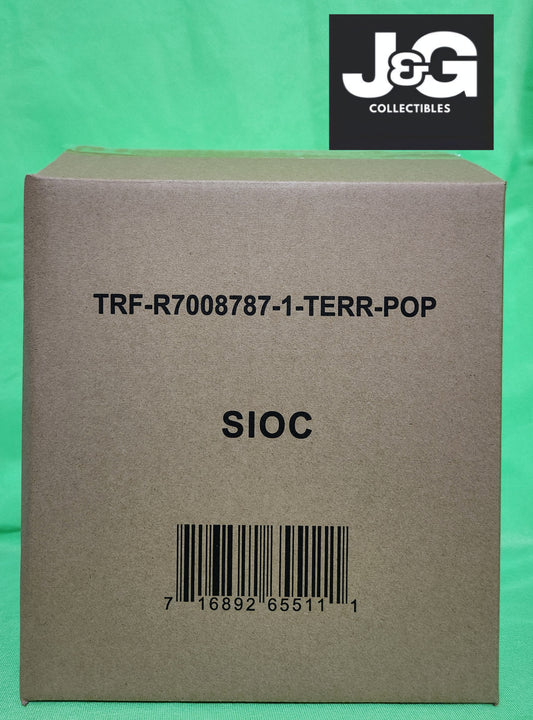 J&G
COLLECTIBLES
TRF-R7008787-1-TERR-POP
SIOC
7 16892 65511 1